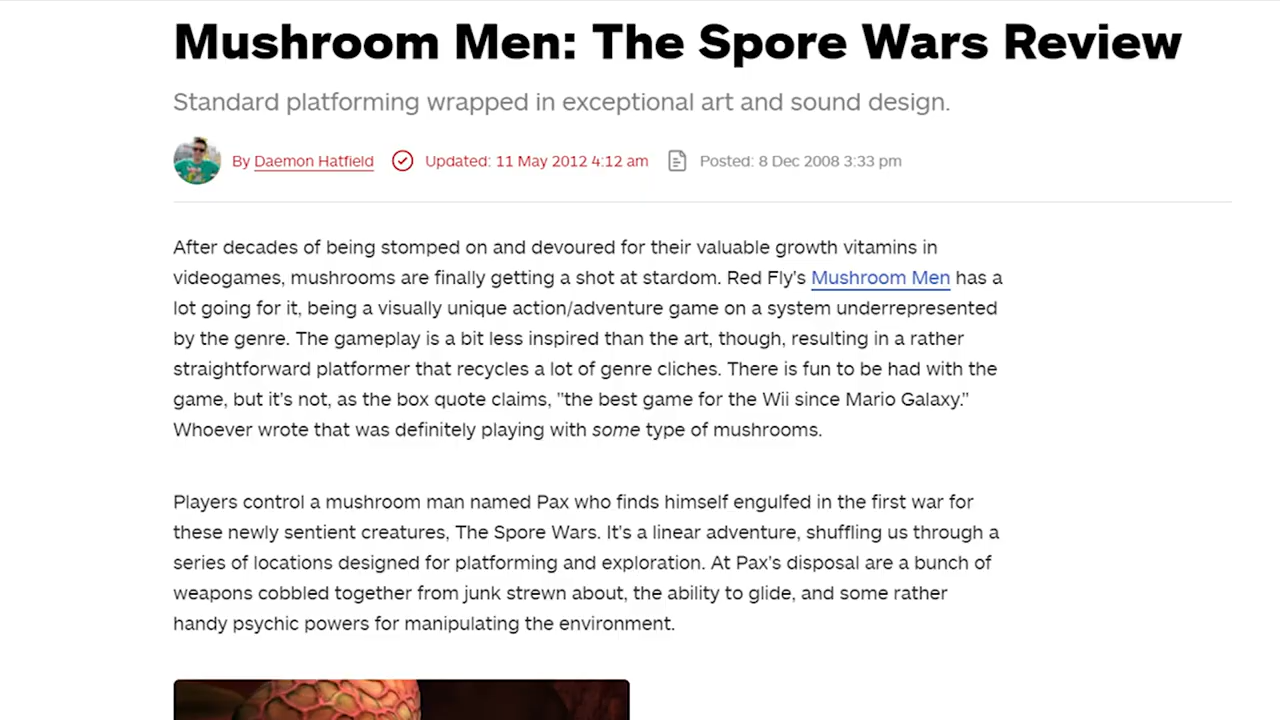 Mushroom Men: The Spore Wars Review
Standard platforming wrapped in exceptional art and sound design.
By Daemon Hatfield Updated: 11 May 2012 4:12 am Posted: 8 Dec 2008 3:33 pm
After decades of being stomped on and devoured for their valuable growth vitamins in
videogames, mushrooms are finally getting a shot at stardom. Red Fly's Mushroom Men has a
lot going for it, being a visually unique action/adventure game on a system underrepresented
by the genre. The gameplay is a bit less inspired than the art, though, resulting in a rather
straightforward platformer that recycles a lot of genre cliches. There is fun to be had with the
game, but it's not, as the box quote claims, "the best game for the Wii since Mario Galaxy."
Whoever wrote that was definitely playing with some type of mushrooms.
Players control a mushroom man named Pax who finds himself engulfed in the first war for
these newly sentient creatures, The Spore Wars. It's a linear adventure, shuffling us through a
series of locations designed for platforming and exploration. At Pax's disposal are a bunch of
weapons cobbled together from junk strewn about, the ability to glide, and some rather
handy psychic powers for manipulating the environment.